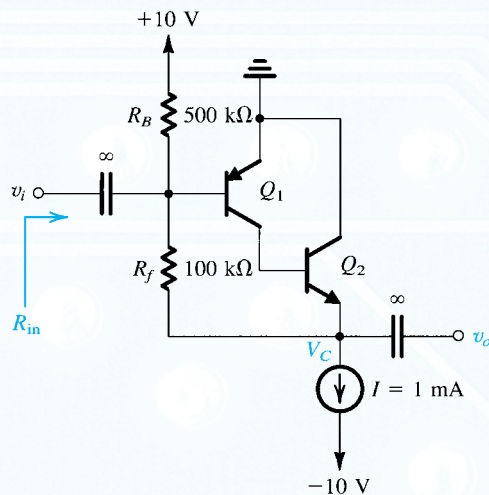 +10 V
R_B 500 kΩ
∞
v_i
Q_1
R_f 100 kΩ
Q_2
∞
R_in
V_C
v_o
I = 1 mA
−10 V